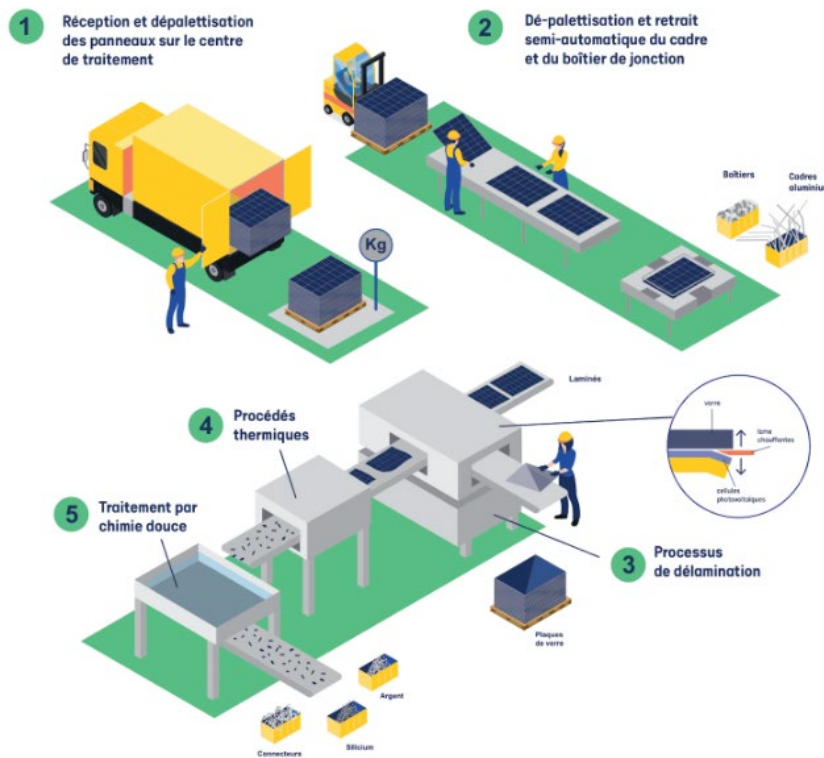 1
Réception et dépalettisation
des panneaux sur le centre
de traitement
2
Dé-palettisation et retrait
semi-automatique du cadre
et du boîtier de jonction
Kg
Boîtiers
Cadres
aluminiu
Laminés
verre
lame
chauffentes
cellules
photovoltaïques
4
Procédés
thermiques
5
Traitement par
chimie douce
3
Processus
de délamination
Plaques
de verre
Argent
Silicium
Connecteurs